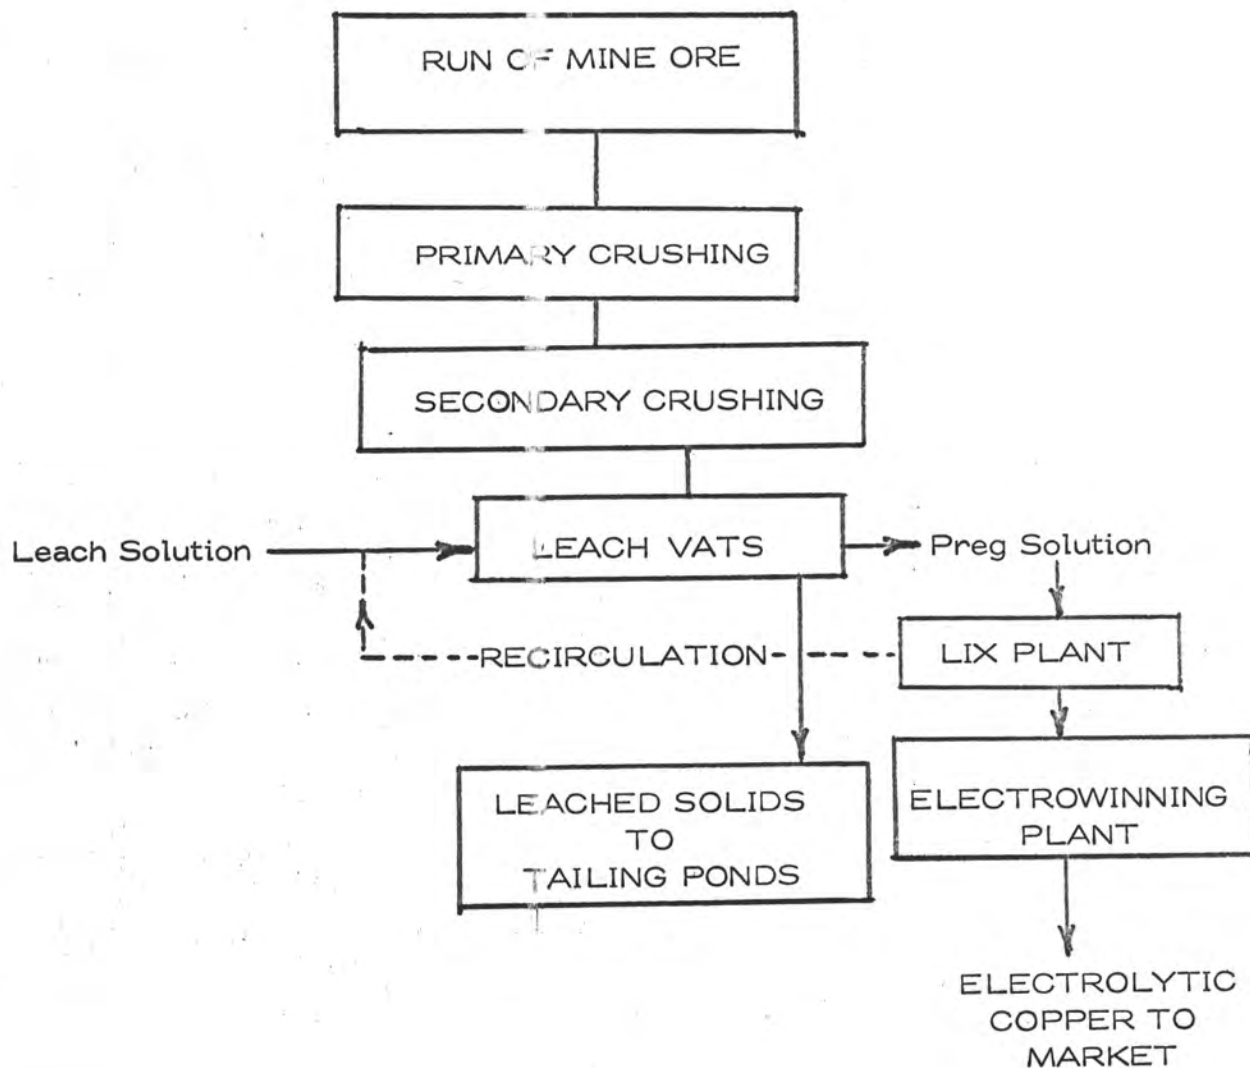 RUN OF MINE ORE
PRIMARY CRUSHING
SECONDARY CRUSHING
Leach Solution
LEACH VATS
Preg Solution
RECIRCULATION
LIX PLANT
LEACHED SOLIDS
TO
TAILING PONDS
ELECTROWINNING
PLANT
ELECTROLYTIC
COPPER TO
MARKET